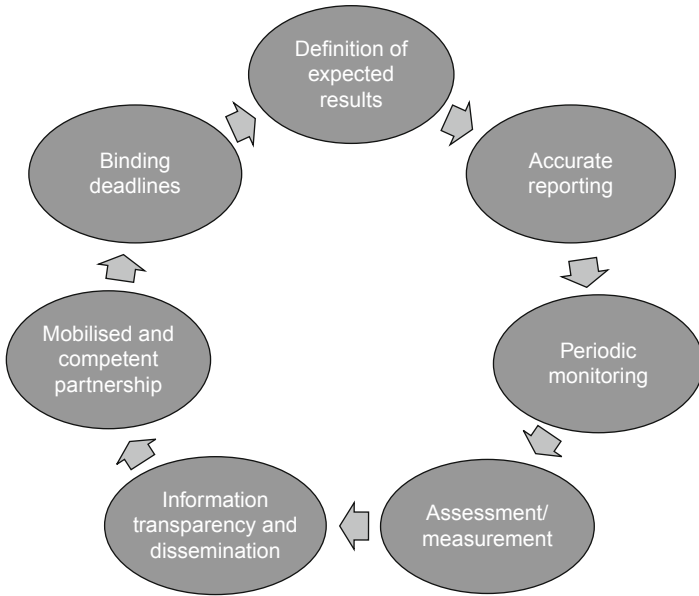 Definition of
expected
results
Accurate
reporting
Periodic
monitoring
Assessment/
measurement
Information
transparency and
dissemination
Mobilised and
competent
partnership
Binding
deadlines